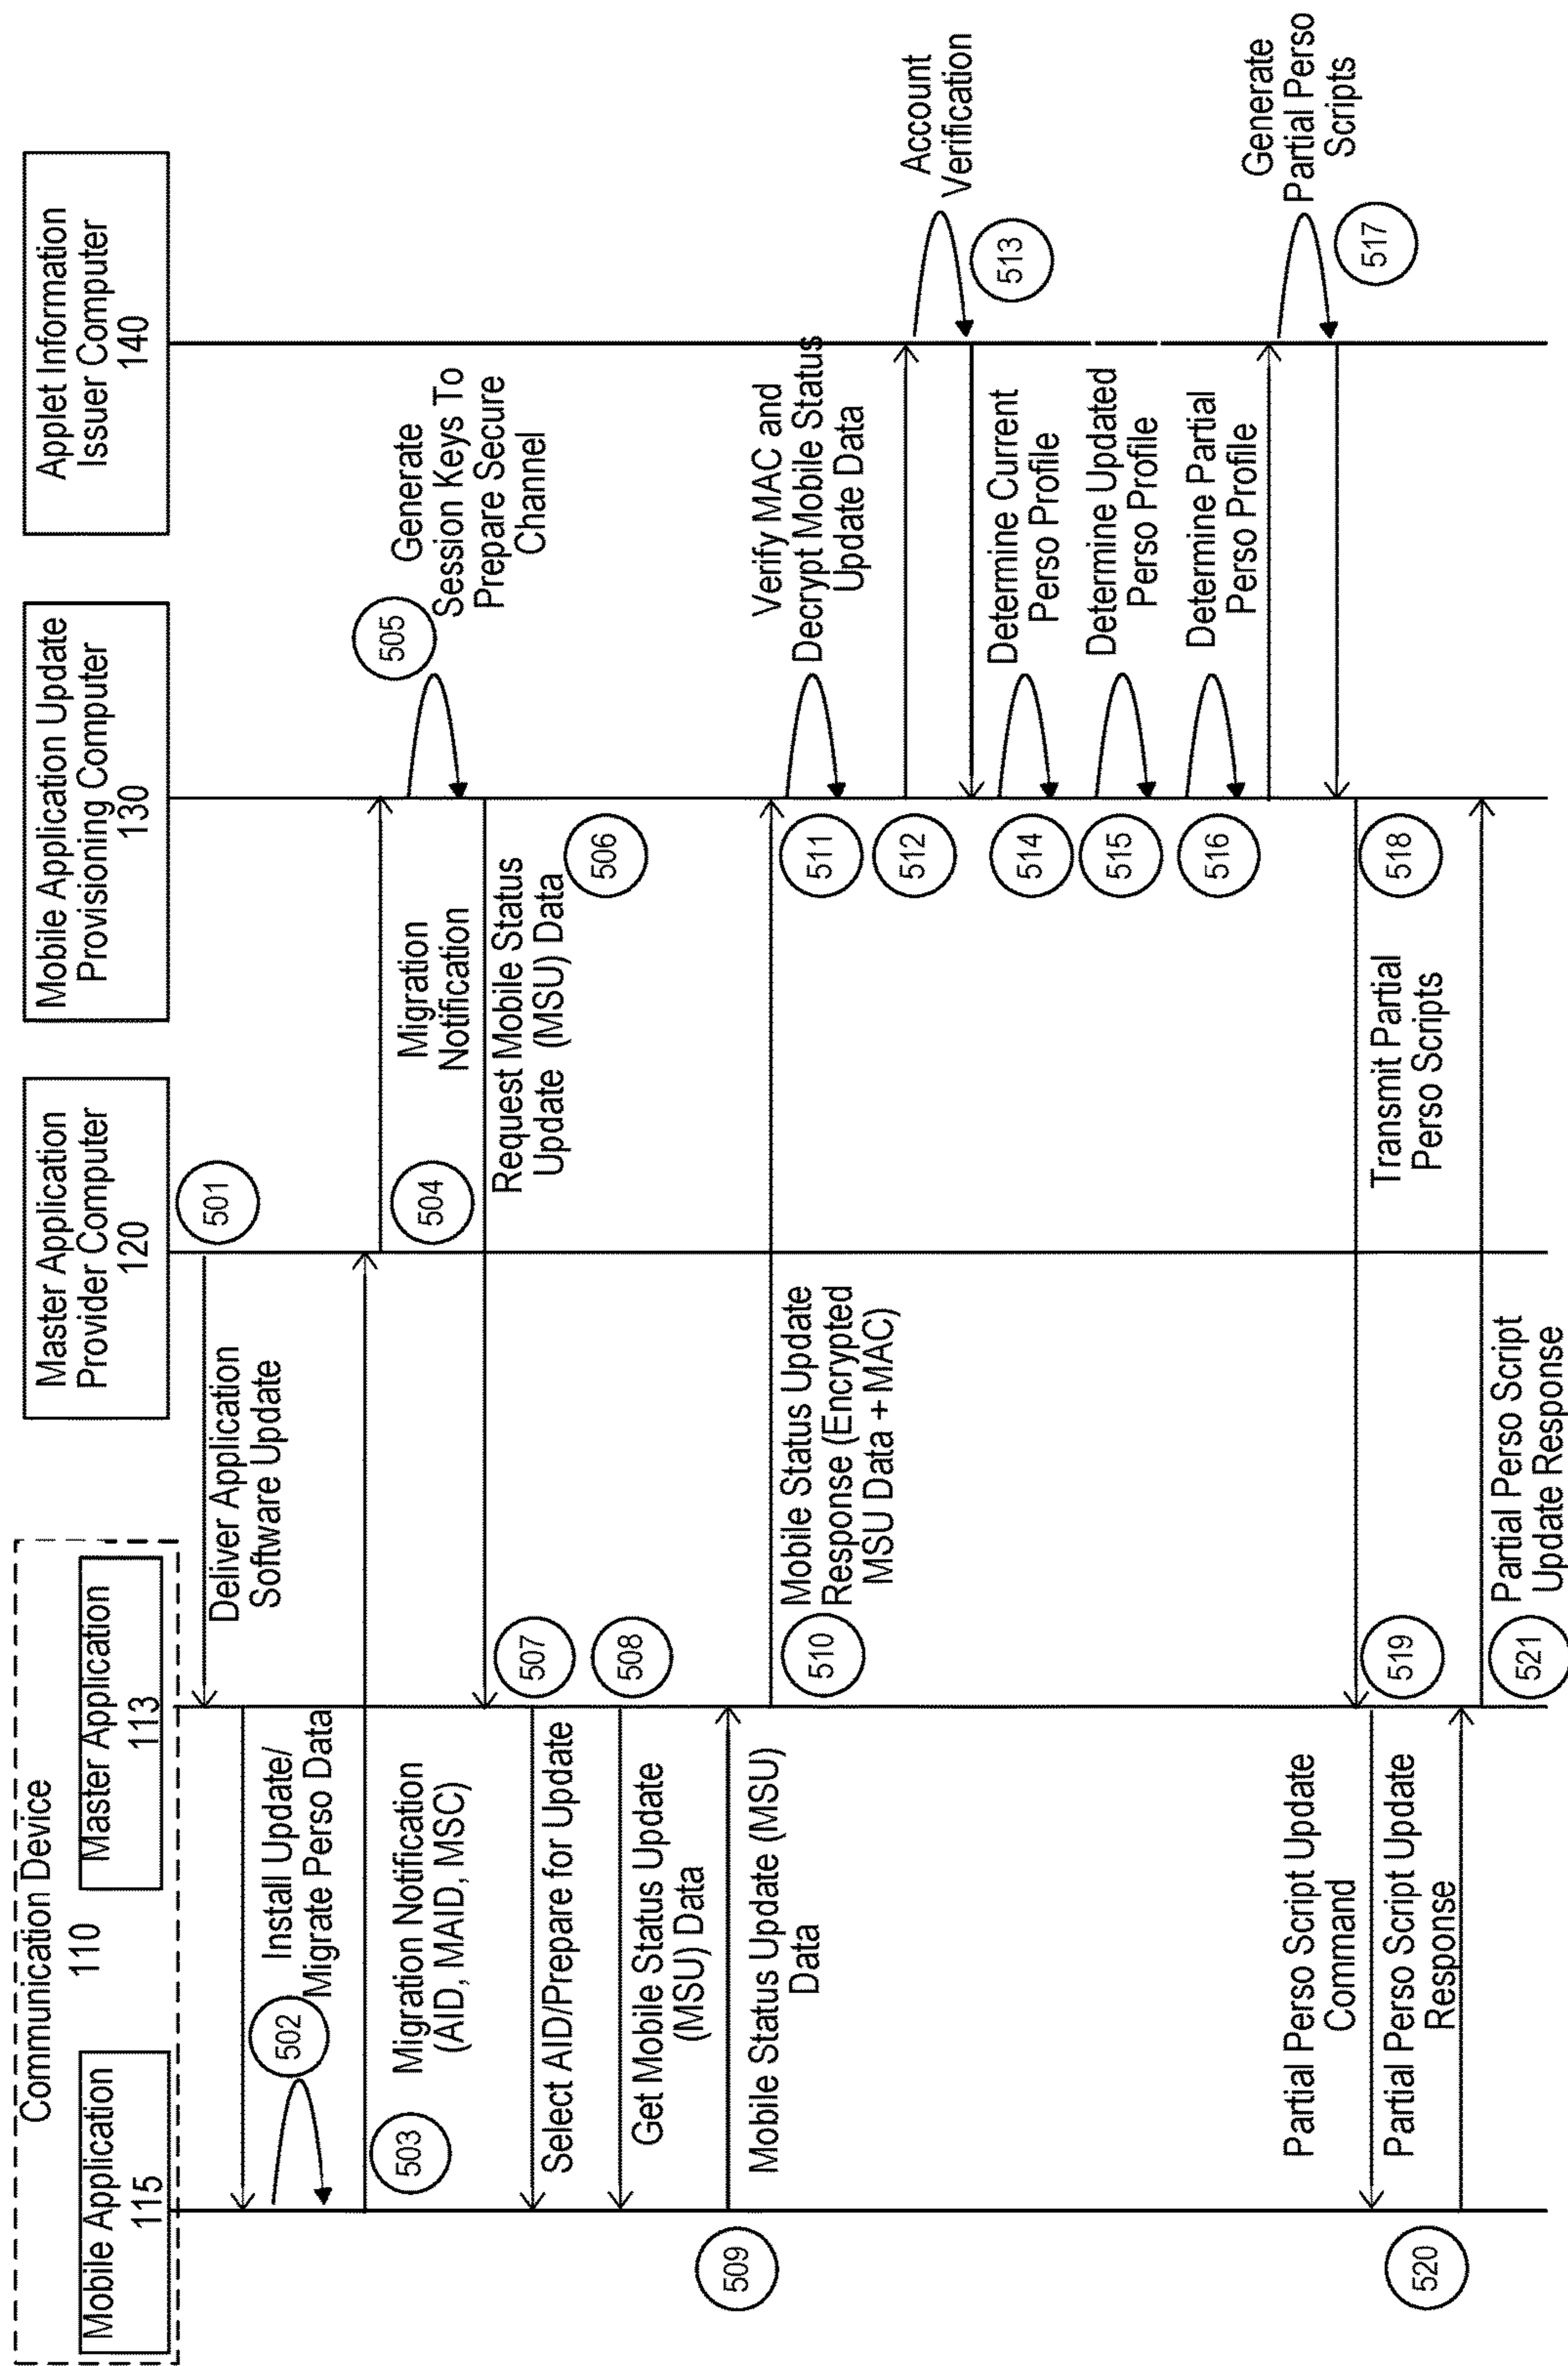 Communication Device
110
Mobile Application
115
Master Application
113
Master Application
Provider Computer
120
Mobile Application Update
Provisioning Computer
130
Applet Information
Issuer Computer
140
501
Deliver Application
Software Update
502
Install Update/
Migrate Perso Data
503
Migration Notification
(AID, MAID, MSC)
504
Migration
Notification
505
Generate
Session Keys To
Prepare Secure
Channel
506
Request Mobile Status
Update (MSU) Data
507
Select AID/Prepare for Update
508
Get Mobile Status Update
(MSU) Data
509
Mobile Status Update (MSU)
Data
510
Mobile Status Update
Response (Encrypted
MSU Data + MAC)
511
Verify MAC and
Decrypt Mobile Status
Update Data
512
513
Account
Verification
514
Determine Current
Perso Profile
515
Determine Updated
Perso Profile
516
Determine Partial
Perso Profile
517
Generate
Partial Perso
Scripts
518
Transmit Partial
Perso Scripts
519
Partial Perso Script Update
Command
520
Partial Perso Script Update
Response
521
Partial Perso Script
Update Response